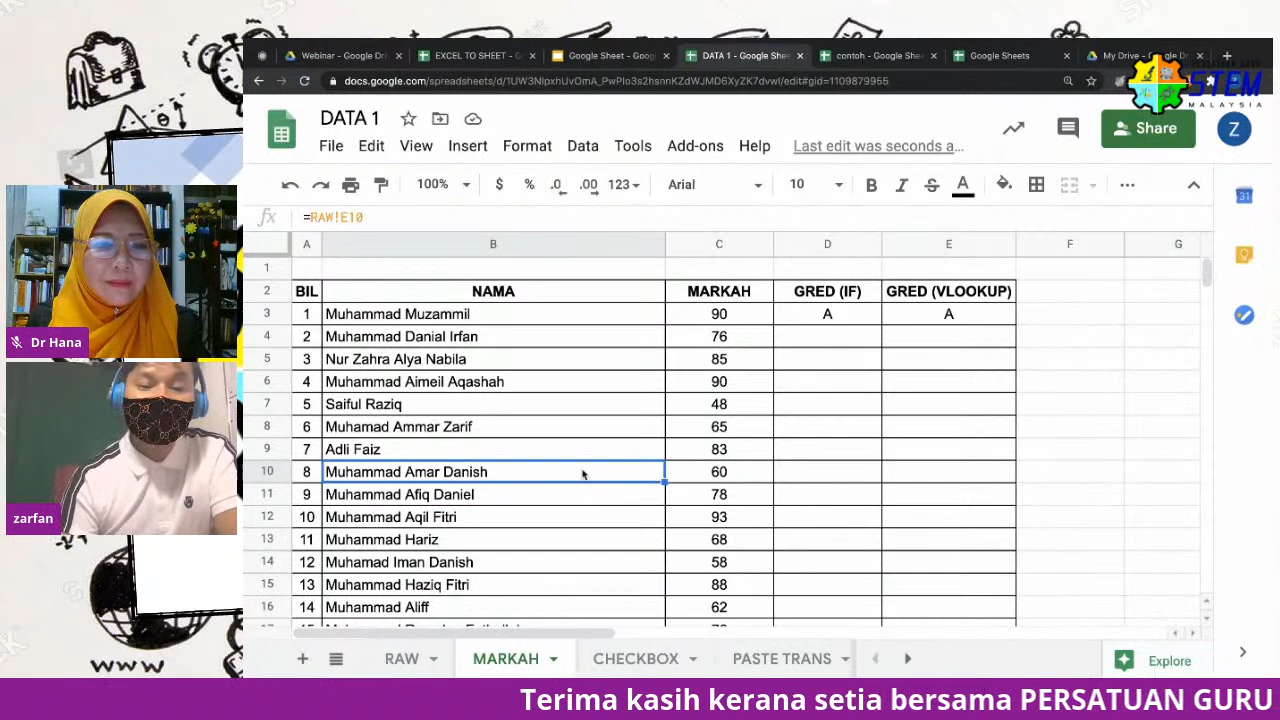 Webinar - Google Dri
EXCEL TO SHEET - G
Google Sheet - Goog
DATA 1 - Google Shee
contoh - Google Shee
Google Sheets
My Drive - Google Dr
docs.google.com/spreadsheets/d/1UW3NlpxhUvOmA_PwPlo3s2hsnnKZdWJMD6XyZK7dvwI/edit#gid=1109879955
STEM
MALAYSIA
DATA 1
Share
Z
File Edit View Insert Format Data Tools Add-ons Help Last edit was seconds a...
100% $ % .0 .00 123 Arial 10 B I S A
fx =RAW!E10
A B C D E F G
1
2 BIL NAMA MARKAH GRED (IF) GRED (VLOOKUP)
3 1 Muhammad Muzammil 90 A A
4 2 Muhammad Danial Irfan 76
5 3 Nur Zahra Alya Nabila 85
6 4 Muhammad Aimeil Aqashah 90
7 5 Saiful Raziq 48
8 6 Muhamad Ammar Zarif 65
9 7 Adli Faiz 83
10 8 Muhammad Amar Danish 60
11 9 Muhammad Afiq Daniel 78
12 10 Muhammad Aqil Fitri 93
13 11 Muhammad Hariz 68
14 12 Muhamad Iman Danish 58
15 13 Muhammad Haziq Fitri 88
16 14 Muhammad Aliff 62
RAW MARKAH CHECKBOX PASTE TRANS Explore
Dr Hana
zarfan
www
Terima kasih kerana setia bersama PERSATUAN GURU